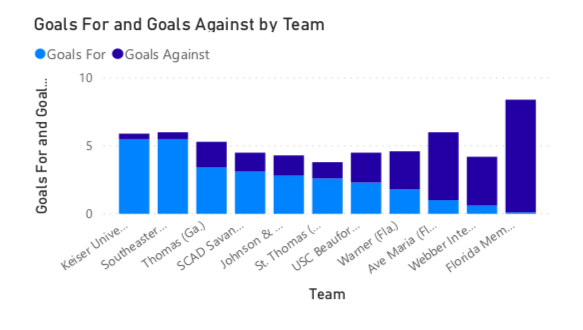 Goals For and Goals Against by Team
Goals For Goals Against
Goals For and Goal...
10
5
0
Keiser Unive...
Southeaster...
Thomas (Ga.)
SCAD Savan...
Johnson & ...
St. Thomas (...
USC Beaufor...
Warner (Fla.)
Ave Maria (Fl...
Webber Inte...
Florida Mem...
Team